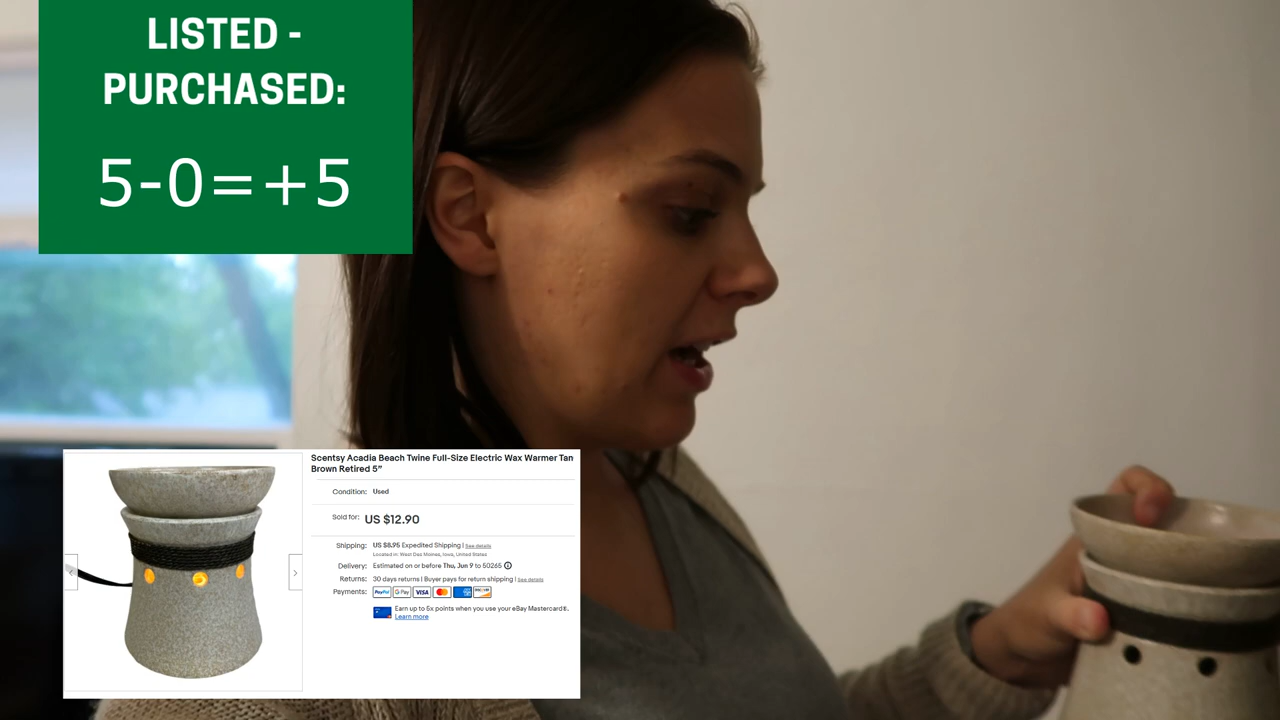 LISTED -
PURCHASED:
5-0=+5
Scentsy Acadia Beach Twine Full-Size Electric Wax Warmer Tan
Brown Retired 5”
Condition: Used
Sold for: US $12.90
Shipping: US $8.95 Expedited Shipping | See details
Located in: West Des Moines, Iowa, United States
Delivery: Estimated on or before Thu, Jun 9 to 50265
Returns: 30 days returns | Buyer pays for return shipping | See details
Payments: PayPal G Pay VISA
Earn up to 5x points when you use your eBay Mastercard®.
Learn more